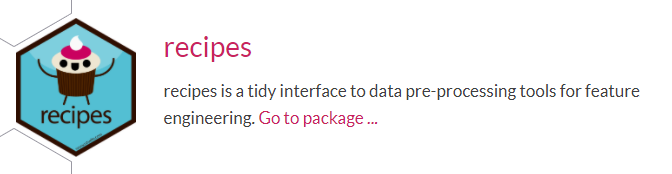 recipes
recipes
recipes is a tidy interface to data pre-processing tools for feature
engineering. Go to package ...